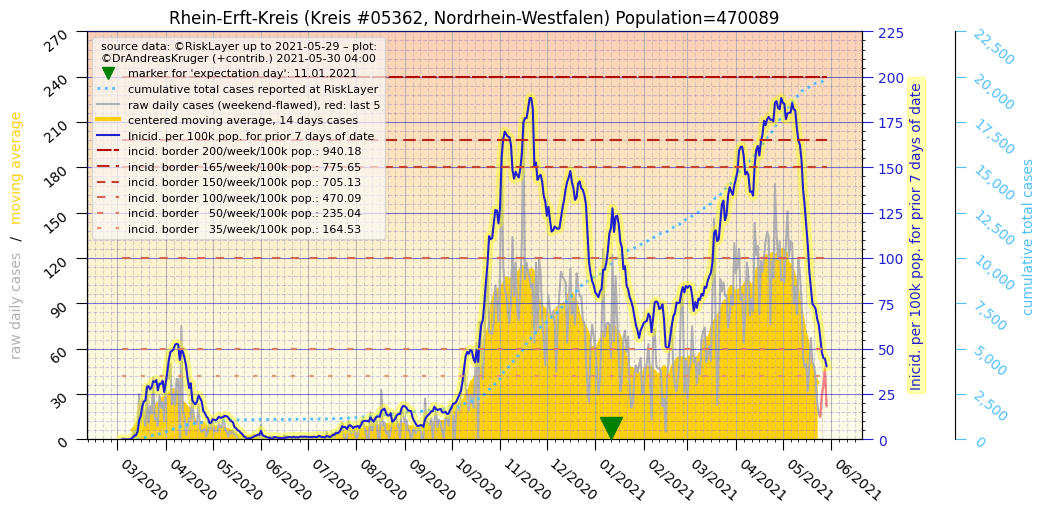 Rhein-Erft-Kreis (Kreis #05362, Nordrhein-Westfalen) Population=470089
source data: ©RiskLayer up to 2021-05-29 – plot:
©DrAndreasKruger (+contrib.) 2021-05-30 04:00
marker for 'expectation day': 11.01.2021
cumulative total cases reported at RiskLayer
raw daily cases (weekend-flawed), red: last 5
centered moving average, 14 days cases
Inicid. per 100k pop. for prior 7 days of date
incid. border 200/week/100k pop.: 940.18
incid. border 165/week/100k pop.: 775.65
incid. border 150/week/100k pop.: 705.13
incid. border 100/week/100k pop.: 470.09
incid. border 50/week/100k pop.: 235.04
incid. border 35/week/100k pop.: 164.53
raw daily cases / moving average
270
240
210
180
150
120
90
60
30
0
03/2020
04/2020
05/2020
06/2020
07/2020
08/2020
09/2020
10/2020
11/2020
12/2020
01/2021
02/2021
03/2021
04/2021
05/2021
06/2021
225
200
175
150
125
100
75
50
25
0
Inicid. per 100k pop. for prior 7 days of date
22,500
20,000
17,500
15,000
12,500
10,000
7,500
5,000
2,500
0
cumulative total cases